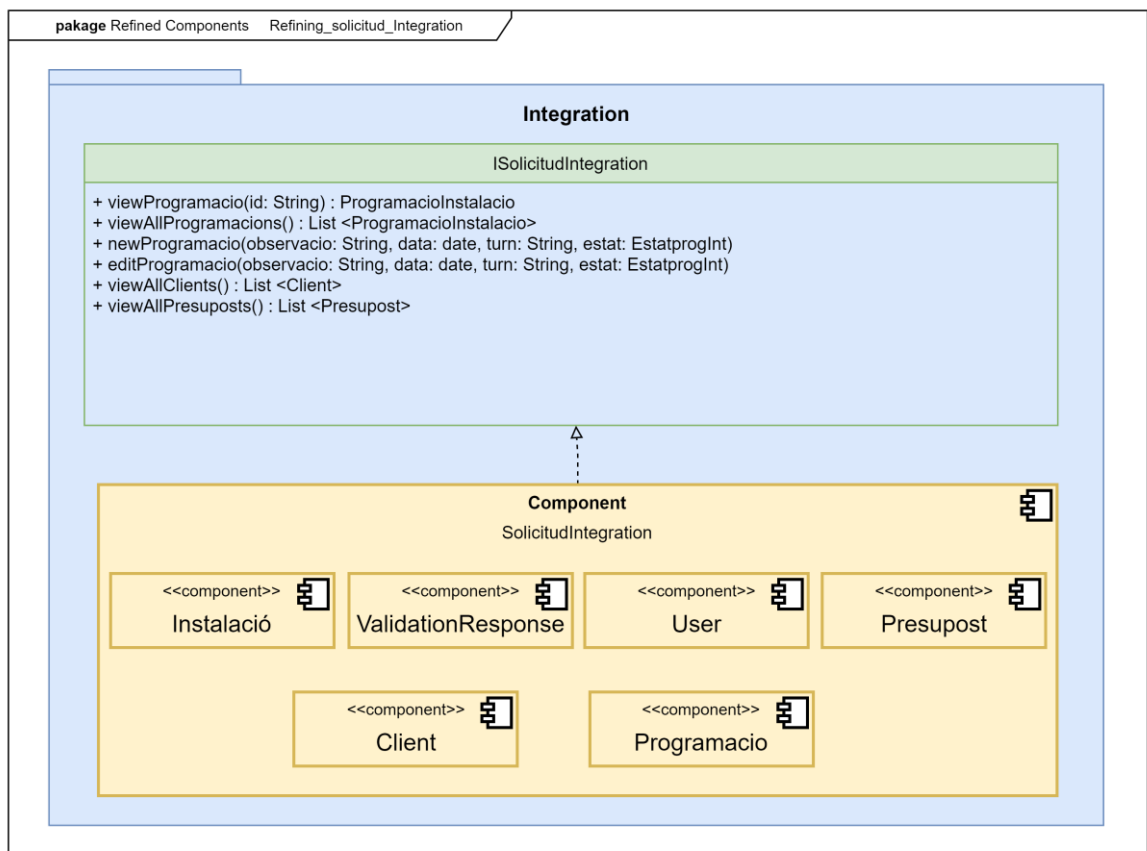 pakage Refined Components Refining_solicitud_Integration
Integration
ISolicitudIntegration
+ viewProgramacio(id: String) : ProgramacioInstalacio
+ viewAllProgramacions() : List <ProgramacioInstalacio>
+ newProgramacio(observacio: String, data: date, turn: String, estat: EstatprogInt)
+ editProgramacio(observacio: String, data: date, turn: String, estat: EstatprogInt)
+ viewAllClients() : List <Client>
+ viewAllPresuposts() : List <Presupost>
Component
SolicitudIntegration
<<component>>
Instalació
<<component>>
ValidationResponse
<<component>>
User
<<component>>
Presupost
<<component>>
Client
<<component>>
Programacio